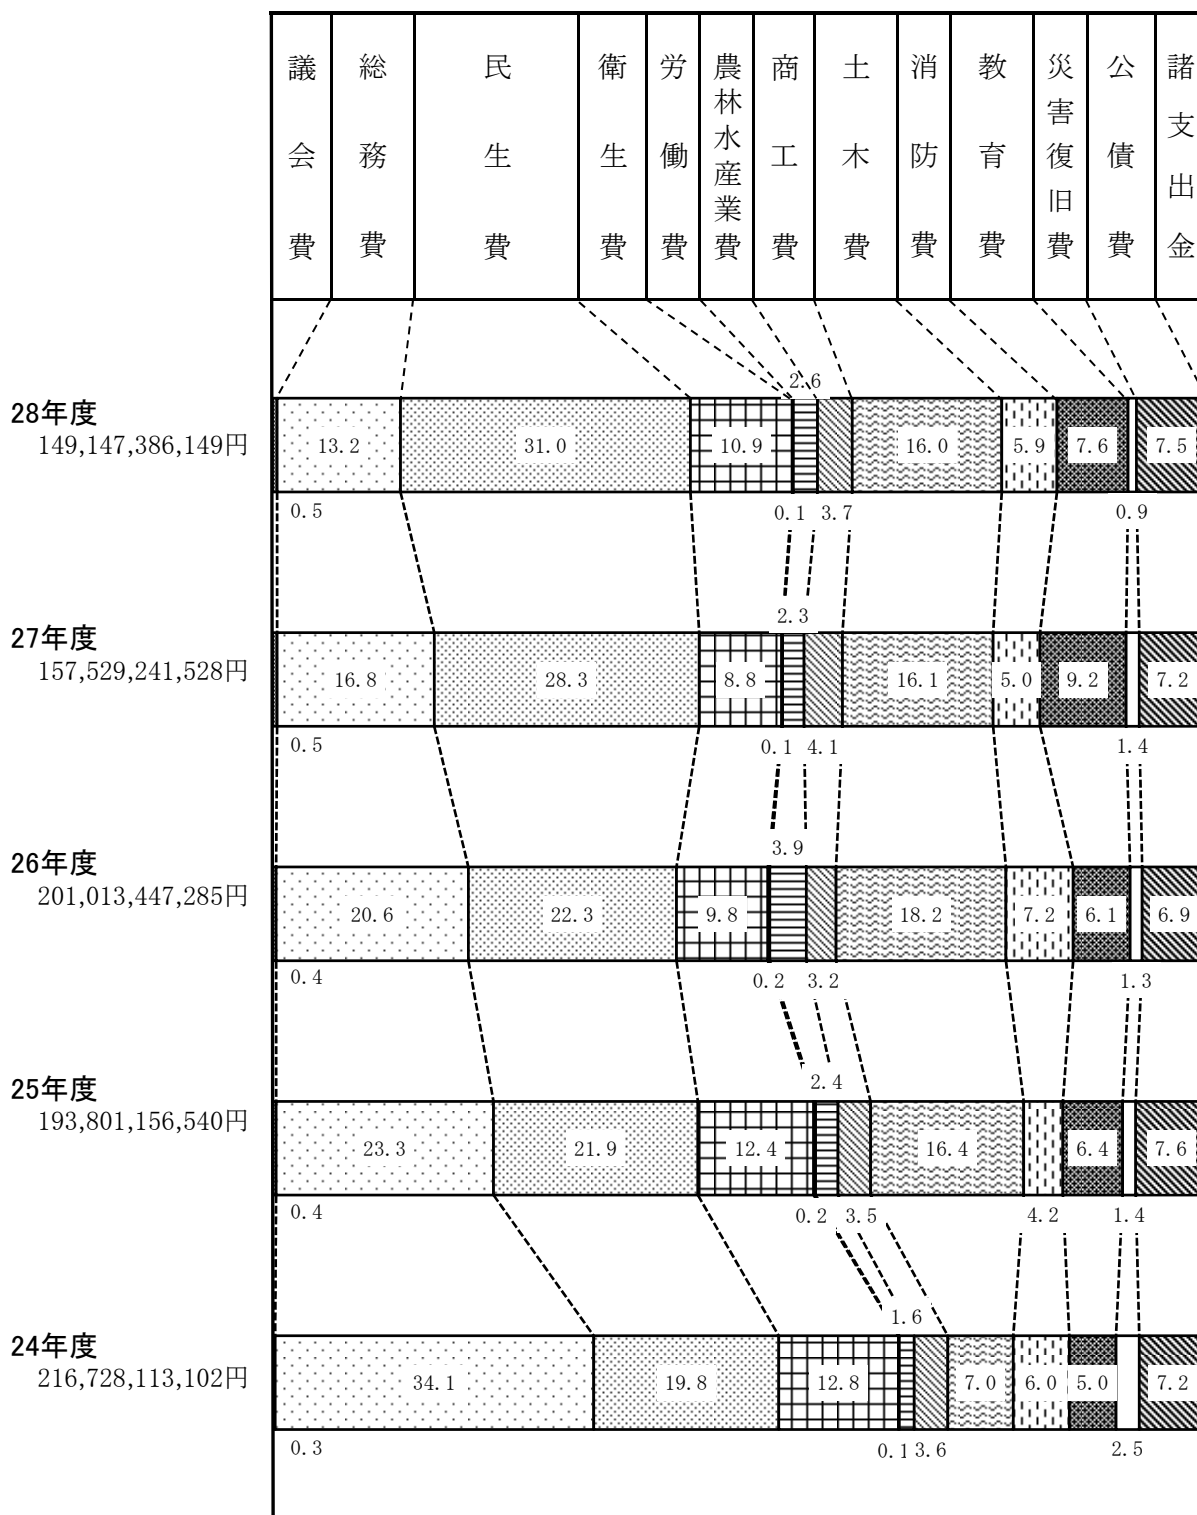 議会費
総務費
民生費
衛生費
労働費
農林水産業費
商工費
土木費
消防費
教育費
災害復旧費
公債費
諸支出金
2.6
28年度
149,147,386,149円
13.2 31.0 10.9 16.0 5.9 7.6 7.5
0.5 0.1 3.7 0.9
2.3
27年度
157,529,241,528円
16.8 28.3 8.8 16.1 5.0 9.2 7.2
0.5 0.1 4.1 1.4
3.9
26年度
201,013,447,285円
20.6 22.3 9.8 18.2 7.2 6.1 6.9
0.4 0.2 3.2 1.3
2.4
25年度
193,801,156,540円
23.3 21.9 12.4 16.4 6.4 7.6
0.4 0.2 3.5 4.2 1.4
1.6
24年度
216,728,113,102円
34.1 19.8 12.8 7.0 6.0 5.0 7.2
0.3 0.1 3.6 2.5